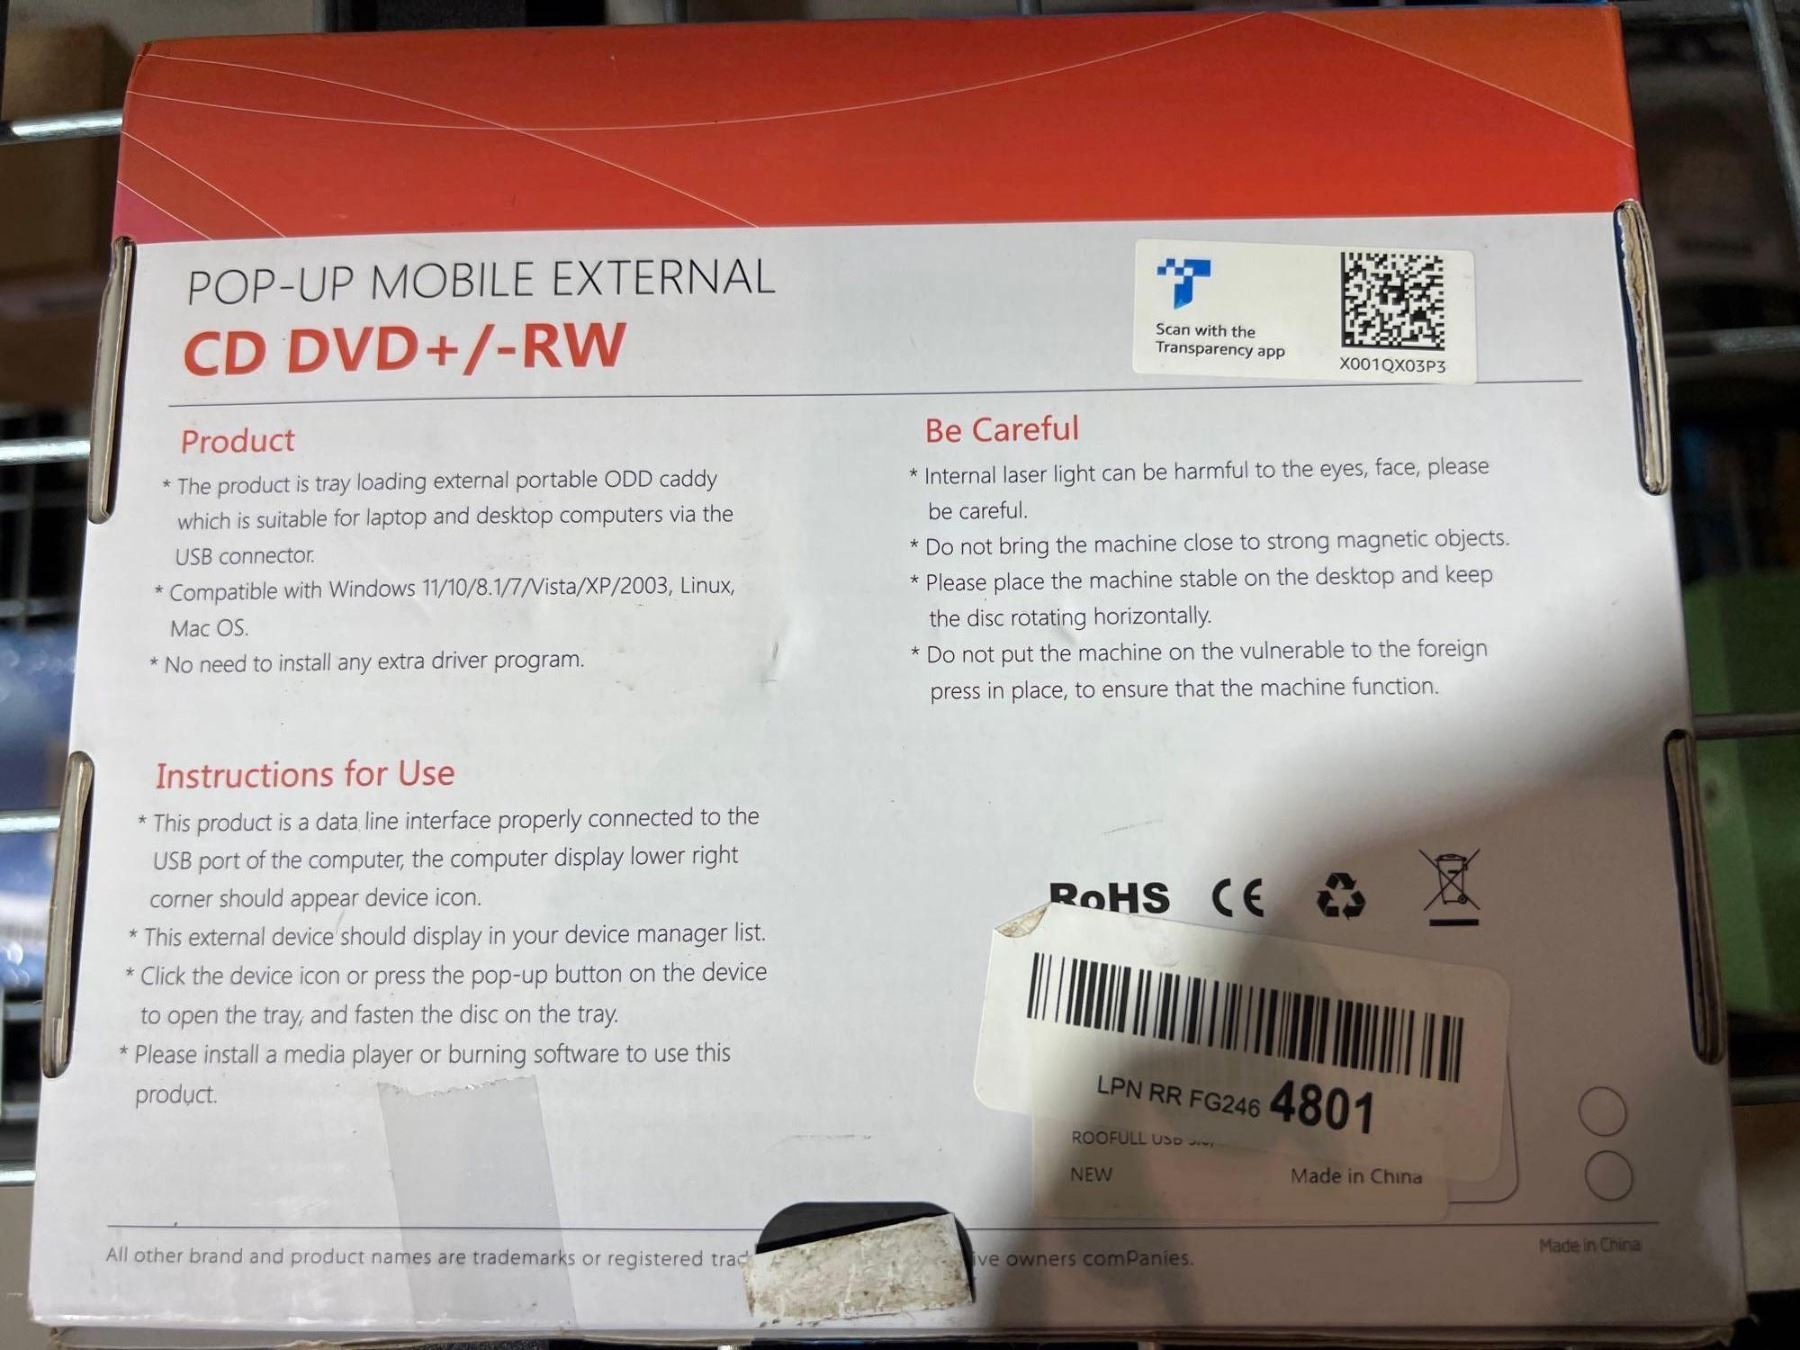 POP-UP MOBILE EXTERNAL
CD DVD+/-RW
Scan with the
Transparency app
X001QX03P3
Product
* The product is tray loading external portable ODD caddy
which is suitable for laptop and desktop computers via the
USB connector.
* Compatible with Windows 11/10/8.1/7/Vista/XP/2003, Linux,
Mac OS.
* No need to install any extra driver program.
Be Careful
* Internal laser light can be harmful to the eyes, face, please
be careful.
* Do not bring the machine close to strong magnetic objects.
* Please place the machine stable on the desktop and keep
the disc rotating horizontally.
* Do not put the machine on the vulnerable to the foreign
press in place, to ensure that the machine function.
Instructions for Use
* This product is a data line interface properly connected to the
USB port of the computer, the computer display lower right
corner should appear device icon.
* This external device should display in your device manager list.
* Click the device icon or press the pop-up button on the device
to open the tray, and fasten the disc on the tray.
* Please install a media player or burning software to use this
product.
RoHS CE
LPN RR FG246 4801
ROOFULL USB
NEW Made in China
Made in China
All other brand and product names are trademarks or registered owners comPanies.